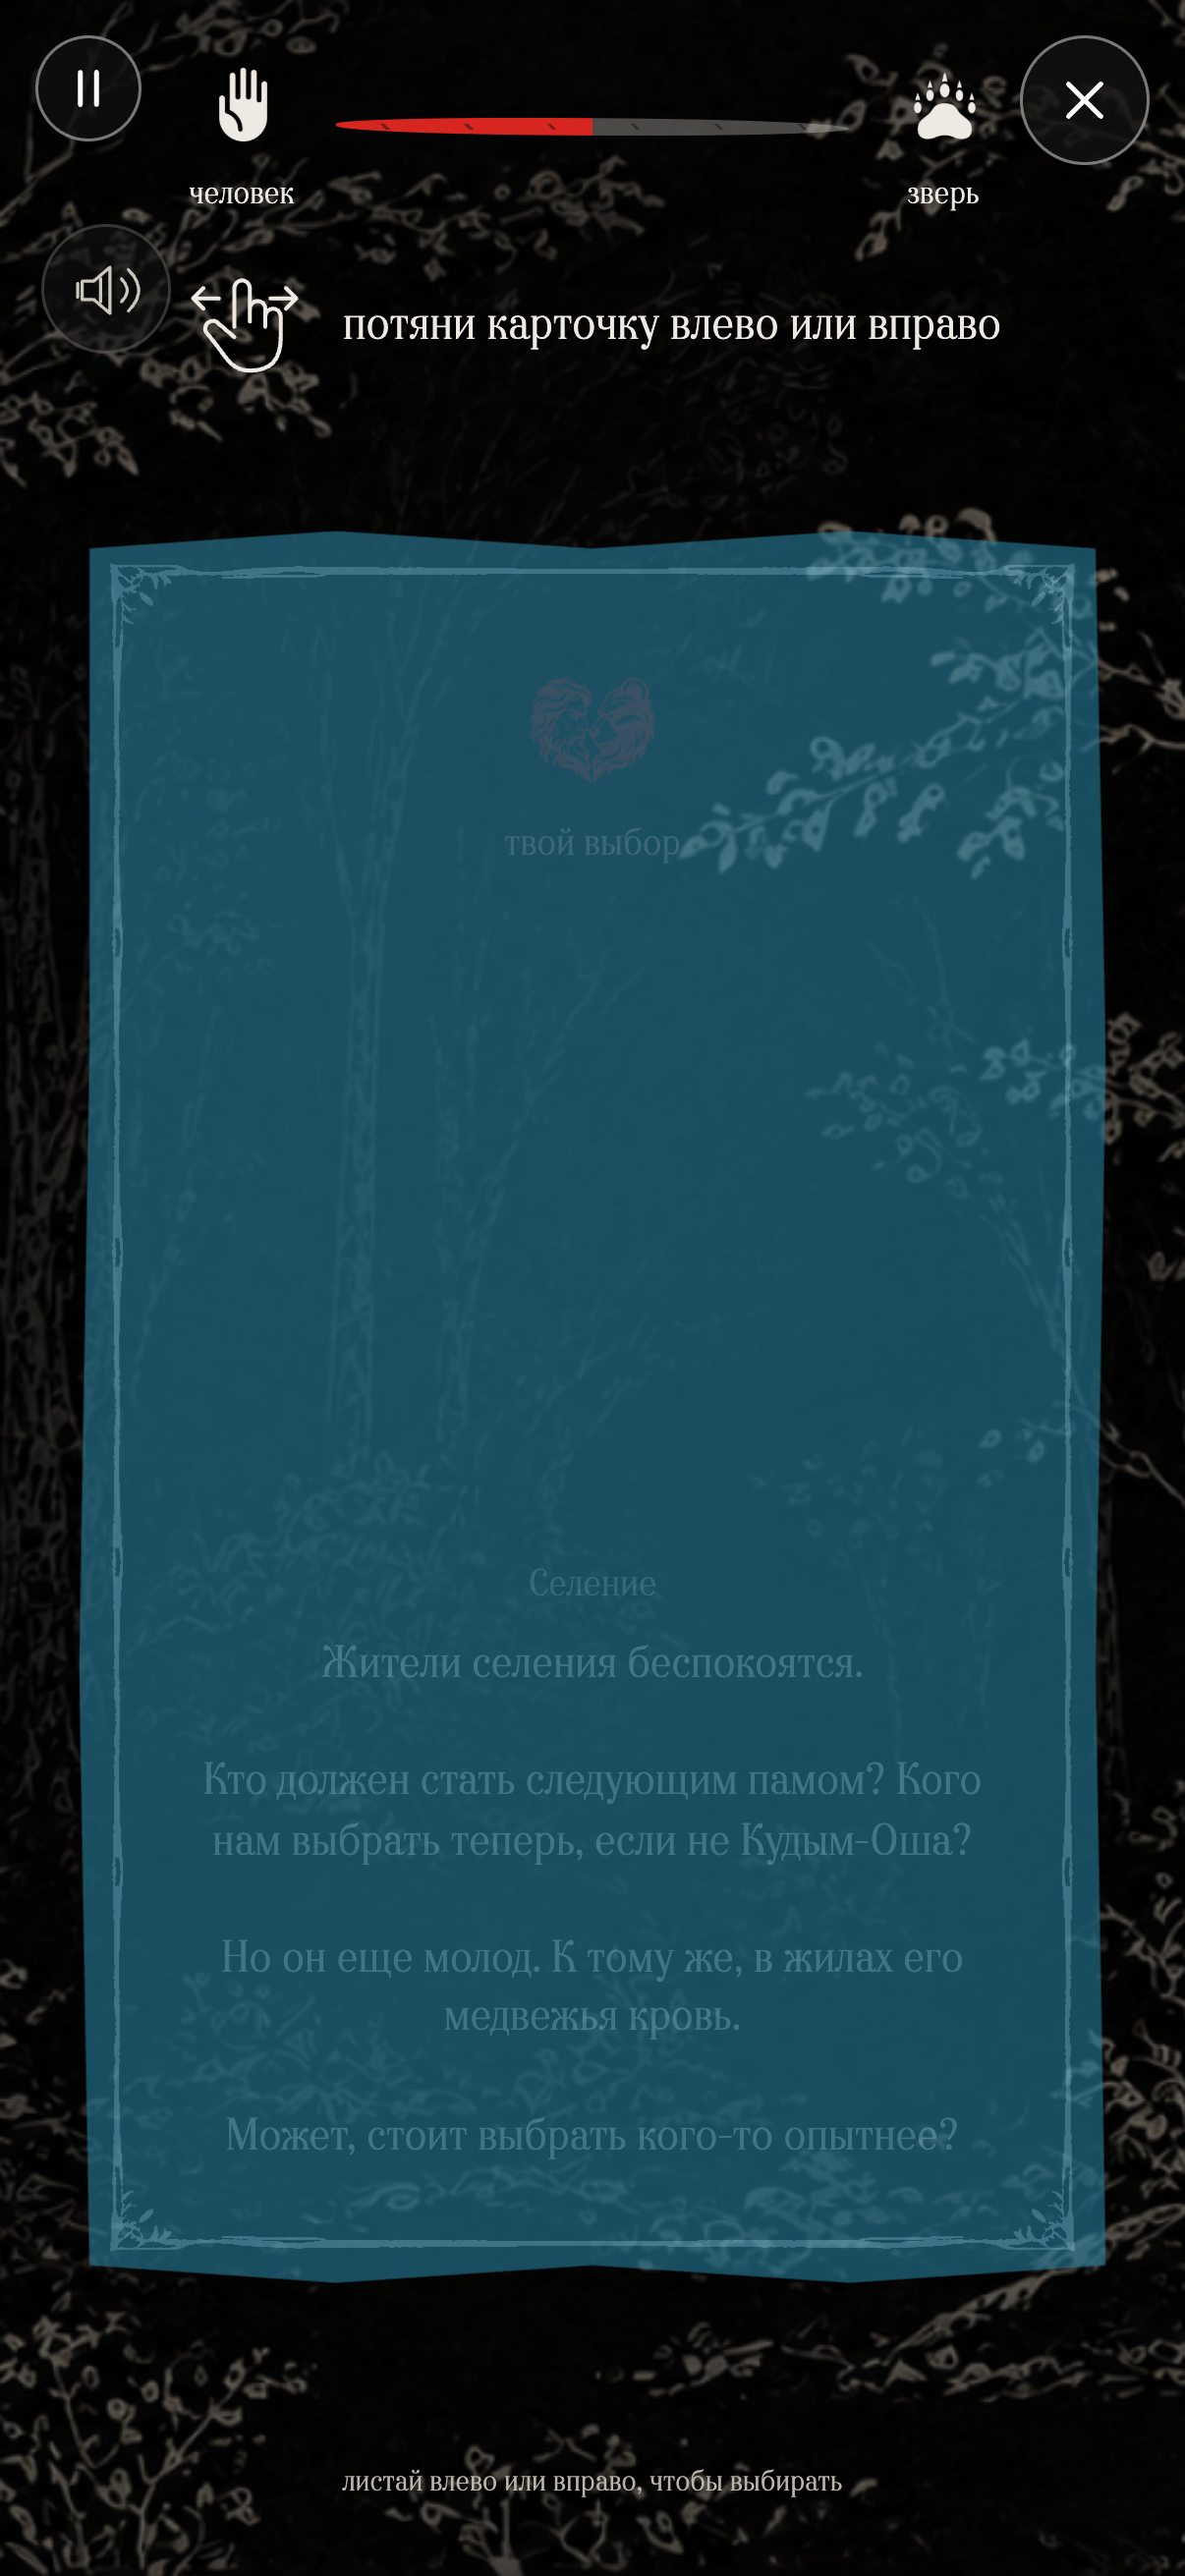 человек
зверь
потяни карточку влево или вправо
твой выбор
Селение
Жители селения беспокоятся.
Кто должен стать следующим памом? Кого
нам выбрать теперь, если не Кудым-Оша?
Но он еще молод. К тому же, в жилах его
медвежья кровь.
Может, стоит выбрать кого-то опытнее?
листай влево или вправо, чтобы выбирать